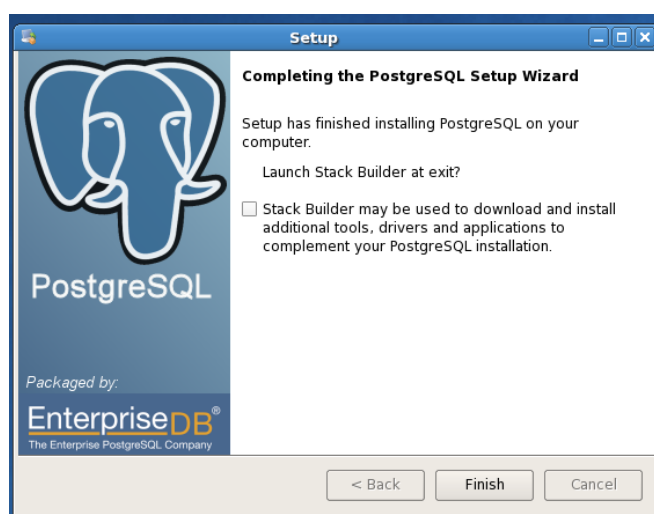 Setup
Completing the PostgreSQL Setup Wizard
Setup has finished installing PostgreSQL on your
computer.
Launch Stack Builder at exit?
Stack Builder may be used to download and install
additional tools, drivers and applications to
complement your PostgreSQL installation.
PostgreSQL
Packaged by:
EnterpriseDB®
The Enterprise PostgreSQL Company
< Back
Finish
Cancel